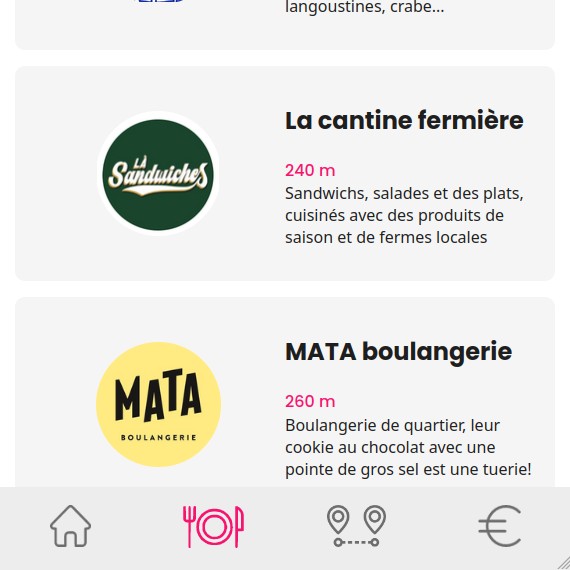 langoustines, crabe...
La cantine fermière
LA
Sandwiches
240 m
Sandwichs, salades et des plats,
cuisinés avec des produits de
saison et de fermes locales
MATA boulangerie
MATA
BOULANGERIE
260 m
Boulangerie de quartier, leur
cookie au chocolat avec une
pointe de gros sel est une tuerie!